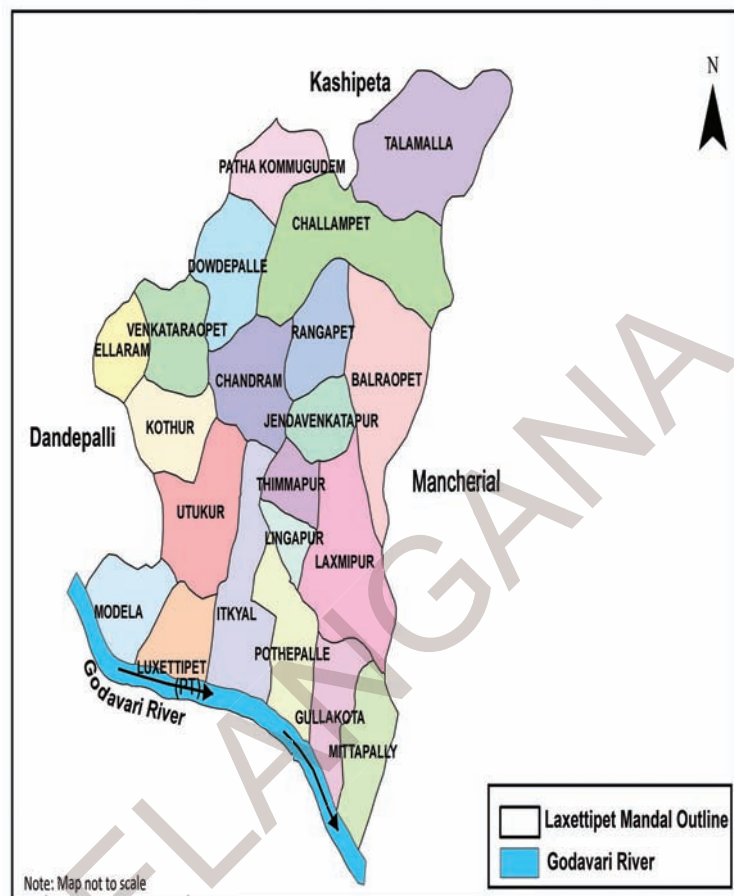 Kashipeta
N
TALAMALLA
PATHA KOMMUGUDEM
CHALLAMPET
DOWDEPALLE
VENKATARAOPET
RANGAPET
ELLARAM
CHANDRAM
BALRAOPET
JENDAVENKATAPUR
KOTHUR
Dandepalli
THIMMAPUR
Mancherial
UTUKUR
LINGAPUR
LAXMIPUR
MODELA
ITKYAL
POTHEPALLE
LUXETTIPET
(PT)
Godavari River
GULLAKOTA
MITTAPALLY
Laxettipet Mandal Outline
Godavari River
Note: Map not to scale
ELANGANA